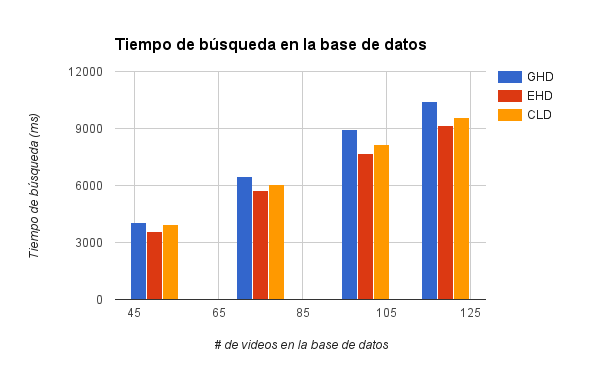 Tiempo de búsqueda en la base de datos
12000
9000
6000
3000
0
Tiempo de búsqueda (ms)
45 65 85 105 125
# de videos en la base de datos
GHD
EHD
CLD